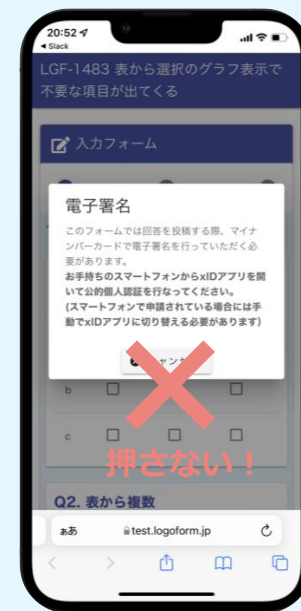 20:52
Slack
LGF-1483 表から選択のグラフ表示で
不要な項目が出てくる
入力フォーム
電子署名
このフォームでは回答を投稿する際、マイナ
ンバーカードで電子署名を行っていただく必
要があります。
お手持ちのスマートフォンからxIDアプリを開
いて公的個人認証を行なってください。
(スマートフォンで申請されている場合には手
動でxIDアプリに切り替える必要があります)
b
c
押さない！
Q2. 表から複数
ぁあ test.logoform.jp